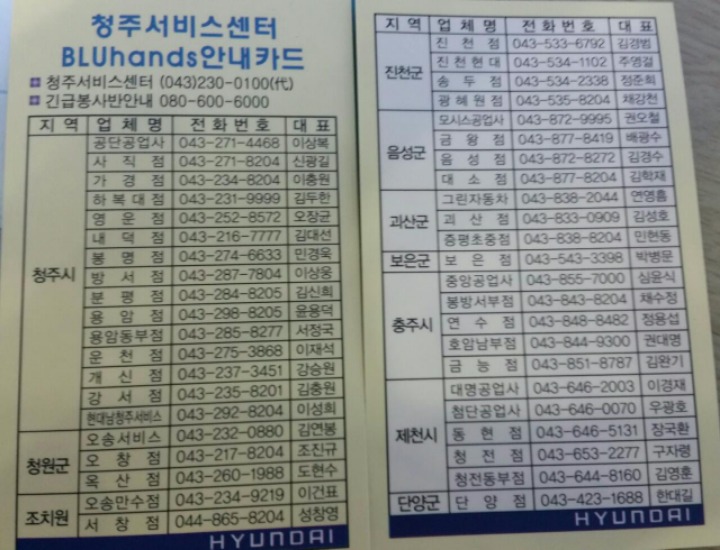 청주서비스센터
BLUhands안내카드
청주서비스센터 (043)230-0100(代)
긴급봉사반안내 080-600-6000
지역 업체명 전화번호 대표
청주시
공단공업사 043-271-4468 이상복
사직점 043-271-8204 신광길
가경점 043-234-8204 이충원
하복대점 043-231-9999 김두한
영운점 043-252-8572 오장균
내덕점 043-216-7777 김대선
봉명점 043-274-6633 민경욱
방서점 043-287-7804 이상웅
분평점 043-284-8205 김신희
용암점 043-298-8205 윤용덕
용암동부점 043-285-8277 서정국
운천점 043-275-3868 이재석
개신점 043-237-3451 강승원
강서점 043-235-8201 김충원
현대남청주서비스 043-292-8204 이성희
청원군
오송서비스 043-232-0880 김연봉
오창점 043-217-8204 조진규
옥산점 043-260-1988 도현수
조치원
오송만수점 043-234-9219 이건표
서창점 044-865-8204 성창영
HYUNDAI
지역 업체명 전화번호 대표
진천군
진천점 043-533-6792 김경범
진천현대 043-534-1102 주영걸
송두점 043-534-2338 정준희
광혜원점 043-535-8204 채강천
음성군
모시스공업사 043-872-9995 권오철
금왕점 043-877-8419 배광수
음성점 043-872-8272 김경수
대소점 043-877-8204 김학재
괴산군
그린자동차 043-838-2044 연영흠
괴산점 043-833-0909 김성호
증평초중점 043-838-8204 민현동
보은군 보은점 043-543-3398 박병문
충주시
중앙공업사 043-855-7000 심윤식
봉방서부점 043-843-8204 채수정
연수점 043-848-8482 정용섭
호암남부점 043-844-9300 권대영
금능점 043-851-8787 김완기
제천시
대명공업사 043-646-2003 이경재
첨단공업사 043-646-0070 우광호
동현점 043-646-5131 장국환
청전점 043-653-2277 구자령
청전동부점 043-644-8160 김영훈
단양군 단양점 043-423-1688 한대길
HYUNDAI